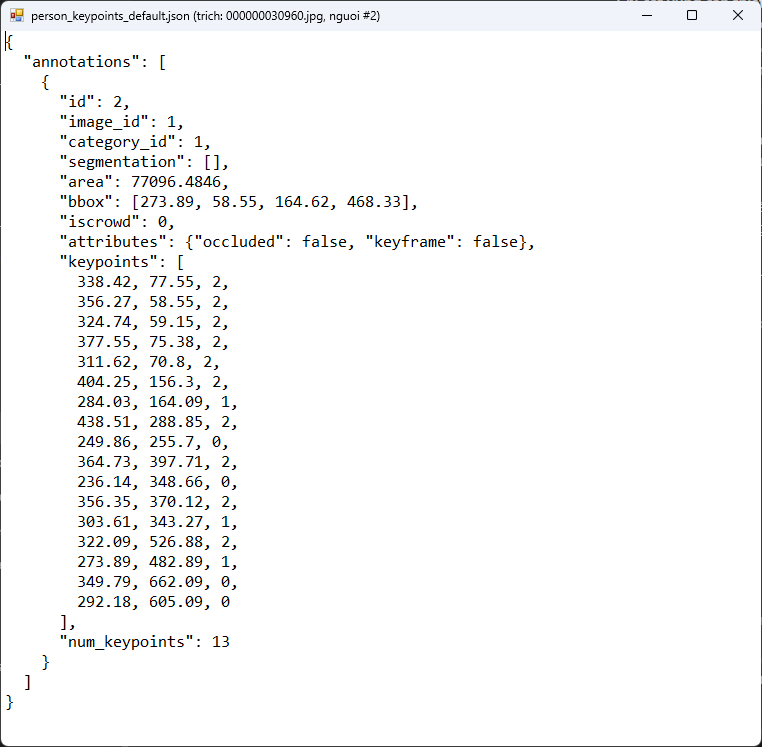 person_keypoints_default.json (trich: 000000030960.jpg, nguoi #2)
{
  "annotations": [
    {
      "id": 2,
      "image_id": 1,
      "category_id": 1,
      "segmentation": [],
      "area": 77096.4846,
      "bbox": [273.89, 58.55, 164.62, 468.33],
      "iscrowd": 0,
      "attributes": {"occluded": false, "keyframe": false},
      "keypoints": [
        338.42, 77.55, 2,
        356.27, 58.55, 2,
        324.74, 59.15, 2,
        377.55, 75.38, 2,
        311.62, 70.8, 2,
        404.25, 156.3, 2,
        284.03, 164.09, 1,
        438.51, 288.85, 2,
        249.86, 255.7, 0,
        364.73, 397.71, 2,
        236.14, 348.66, 0,
        356.35, 370.12, 2,
        303.61, 343.27, 1,
        322.09, 526.88, 2,
        273.89, 482.89, 1,
        349.79, 662.09, 0,
        292.18, 605.09, 0
      ],
      "num_keypoints": 13
    }
  ]
}